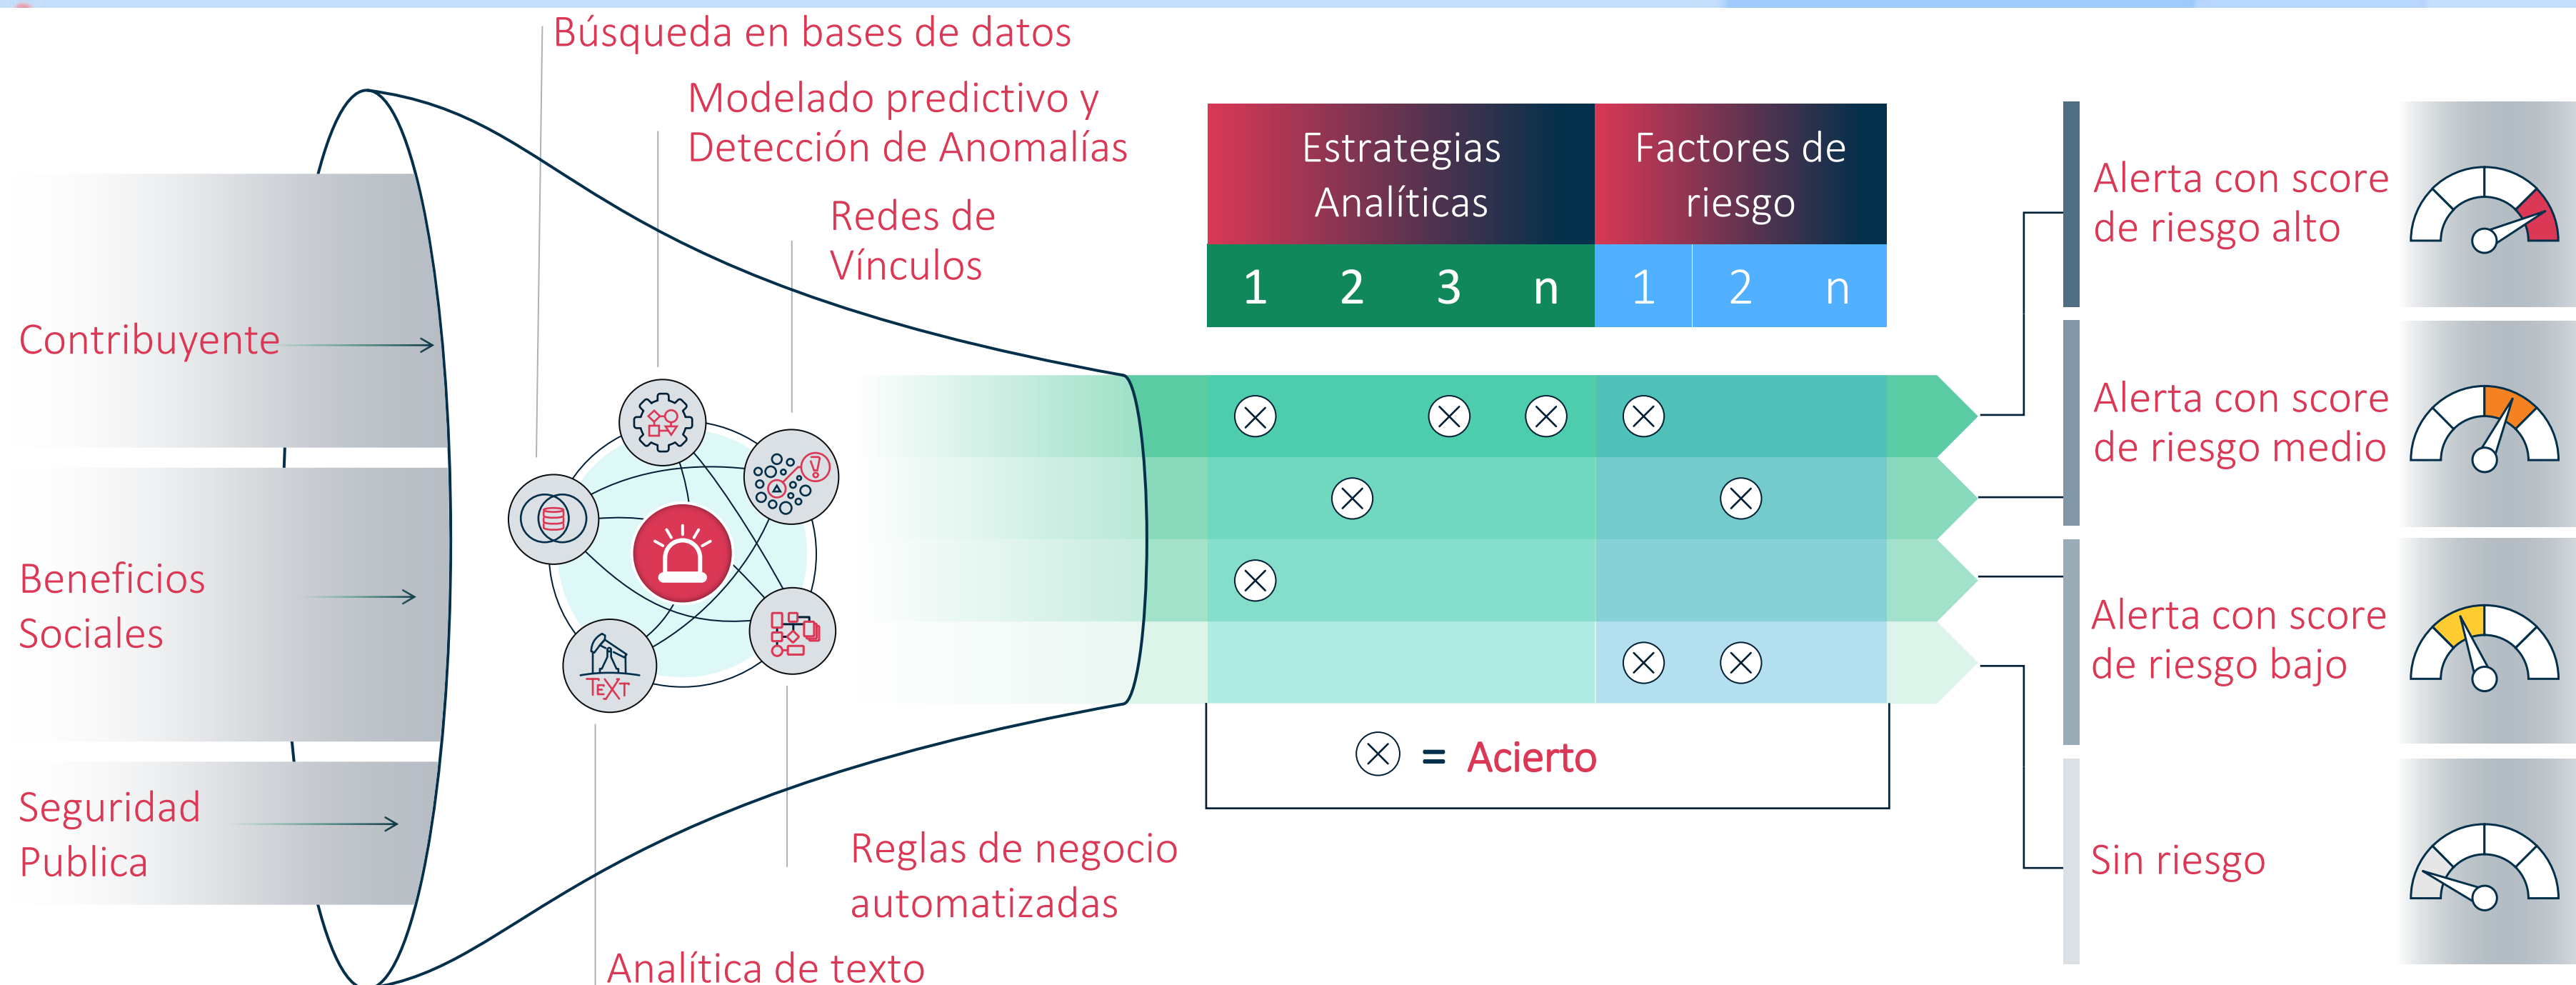 Búsqueda en bases de datos
Modelado predictivo y
Detección de Anomalías
Redes de
Vínculos
Contribuyente
Beneficios
Sociales
Seguridad
Publica
TEXT
Analítica de texto
Reglas de negocio
automatizadas
Estrategias
Analíticas
Factores de
riesgo
1 2 3 n 1 2 n
= Acierto
Alerta con score
de riesgo alto
Alerta con score
de riesgo medio
Alerta con score
de riesgo bajo
Sin riesgo